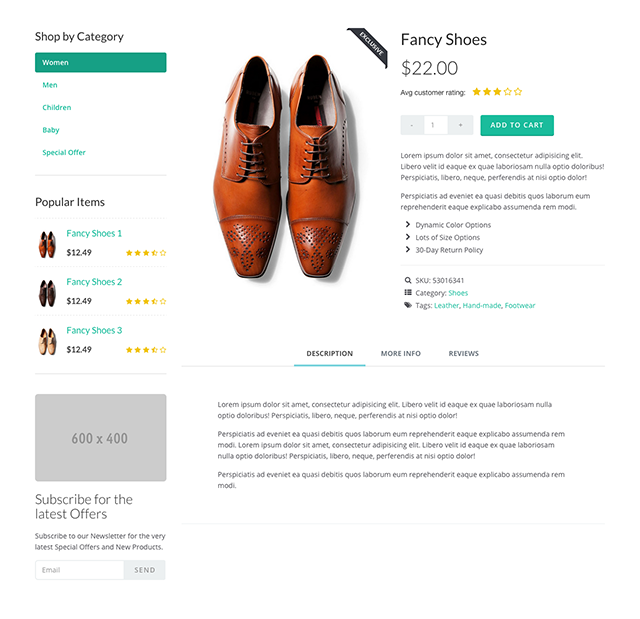 Shop by Category
Women
Men
Children
Baby
Special Offer
Popular Items
Fancy Shoes 1
$12.49
Fancy Shoes 2
$12.49
Fancy Shoes 3
$12.49
600 x 400
Subscribe for the
latest Offers
Subscribe to our Newsletter for the very
latest Special Offers and New Products.
Email
SEND
EXCLUSIVE
Fancy Shoes
$22.00
Avg customer rating:
- 1 +
ADD TO CART
Lorem ipsum dolor sit amet, consectetur adipisicing elit.
Libero velit id eaque ex quae laboriosam nulla optio doloribus!
Perspiciatis, libero, neque, perferendis at nisi optio dolor!
Perspiciatis ad eveniet ea quasi debitis quos laborum eum
reprehenderit eaque explicabo assumenda rem modi.
Dynamic Color Options
Lots of Size Options
30-Day Return Policy
SKU: 53016341
Category: Shoes
Tags: Leather, Hand-made, Footwear
DESCRIPTION
MORE INFO
REVIEWS
Lorem ipsum dolor sit amet, consectetur adipisicing elit. Libero velit id eaque ex quae laboriosam nulla
optio doloribus! Perspiciatis, libero, neque, perferendis at nisi optio dolor!
Perspiciatis ad eveniet ea quasi debitis quos laborum eum reprehenderit eaque explicabo assumenda rem
modi. Lorem ipsum dolor sit amet, consectetur adipisicing elit. Libero velit id eaque ex quae laboriosam
nulla optio doloribus! Perspiciatis, libero, neque, perferendis at nisi optio dolor!
Perspiciatis ad eveniet ea quasi debitis quos laborum eum reprehenderit eaque explicabo assumenda rem
modi.